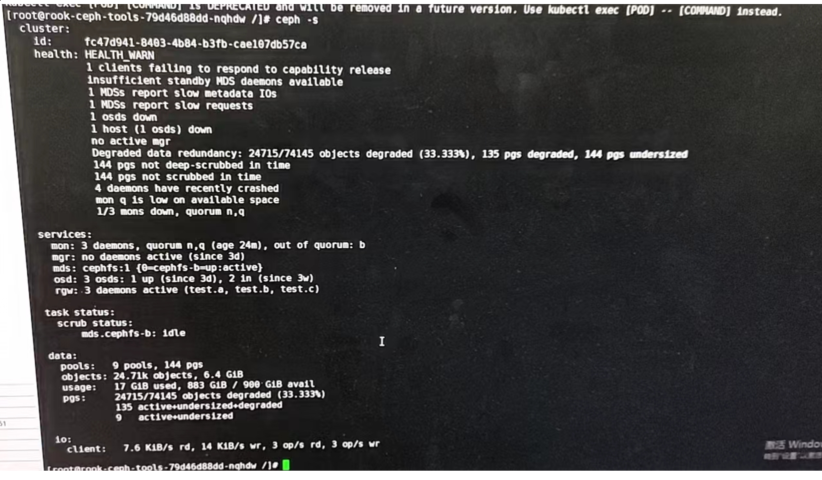 kubectl exec [POD] [COMMAND] is DEPRECATED and will be removed in a future version. Use kubectl exec [POD] -- [COMMAND] instead.
[root@rook-ceph-tools-79d46d88dd-nqhdw /]# ceph -s
cluster:
id: fc47d941-8403-4b84-b3fb-cae107db57ca
health: HEALTH_WARN
1 clients failing to respond to capability release
insufficient standby MDS daemons available
1 MDSs report slow metadata IOs
1 MDSs report slow requests
1 osds down
1 host (1 osds) down
no active mgr
Degraded data redundancy: 24715/74145 objects degraded (33.333%), 135 pgs degraded, 144 pgs undersized
144 pgs not deep-scrubbed in time
144 pgs not scrubbed in time
4 daemons have recently crashed
mon q is low on available space
1/3 mons down, quorum n,q
services:
mon: 3 daemons, quorum n,q (age 24m), out of quorum: b
mgr: no daemons active (since 3d)
mds: cephfs:1 {0=cephfs-b=up:active}
osd: 3 osds: 1 up (since 3d), 2 in (since 3w)
rgw: 3 daemons active (test.a, test.b, test.c)
task status:
scrub status:
mds.cephfs-b: idle
data:
pools: 9 pools, 144 pgs
objects: 24.71k objects, 6.4 GiB
usage: 17 GiB used, 883 GiB / 900 GiB avail
pgs: 24715/74145 objects degraded (33.333%)
135 active+undersized+degraded
9 active+undersized
io:
client: 7.6 KiB/s rd, 14 KiB/s wr, 3 op/s rd, 3 op/s wr
[root@rook-ceph-tools-79d46d88dd-nqhdw /]#
激活 Window